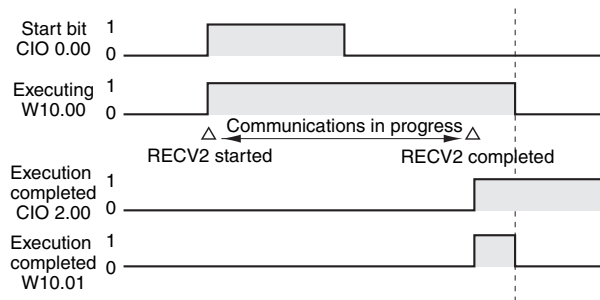 Start bit
CIO 0.00
1
0
Executing
W10.00
1
0
Communications in progress
RECV2 started
RECV2 completed
Execution
completed
CIO 2.00
1
0
Execution
completed
W10.01
1
0